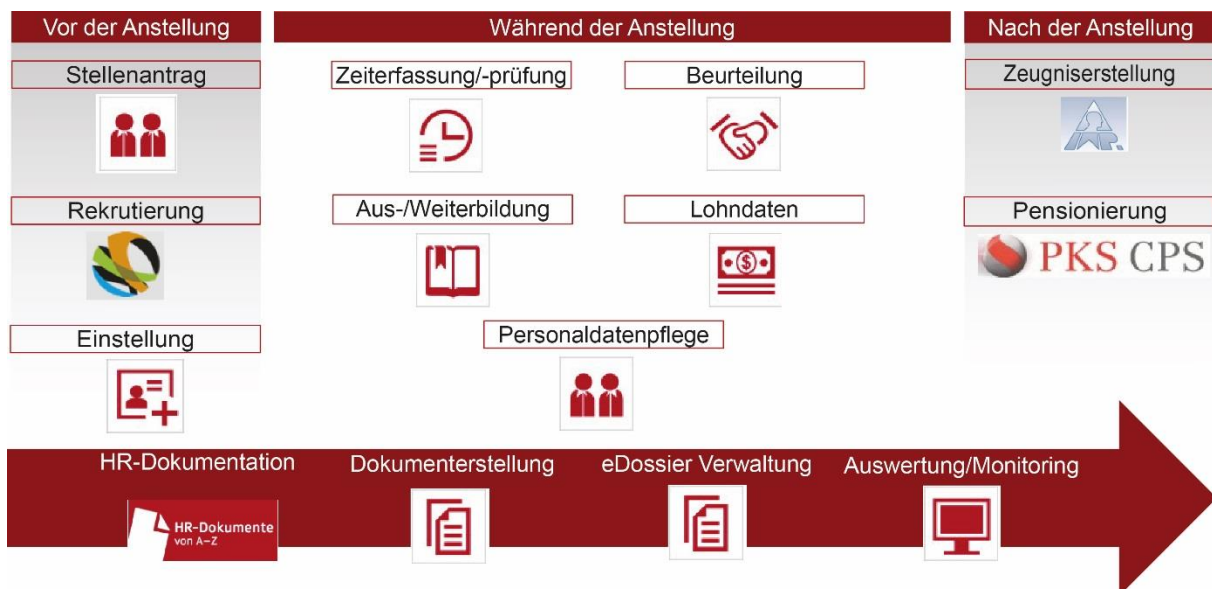 Vor der Anstellung
Während der Anstellung
Nach der Anstellung
Stellenantrag
Zeiterfassung/-prüfung
Beurteilung
Zeugniserstellung
Rekrutierung
Aus-/Weiterbildung
Lohndaten
Pensionierung
PKS CPS
Einstellung
Personaldatenpflege
HR-Dokumentation
Dokumenterstellung
eDossier Verwaltung
Auswertung/Monitoring
HR-Dokumente
von A–Z